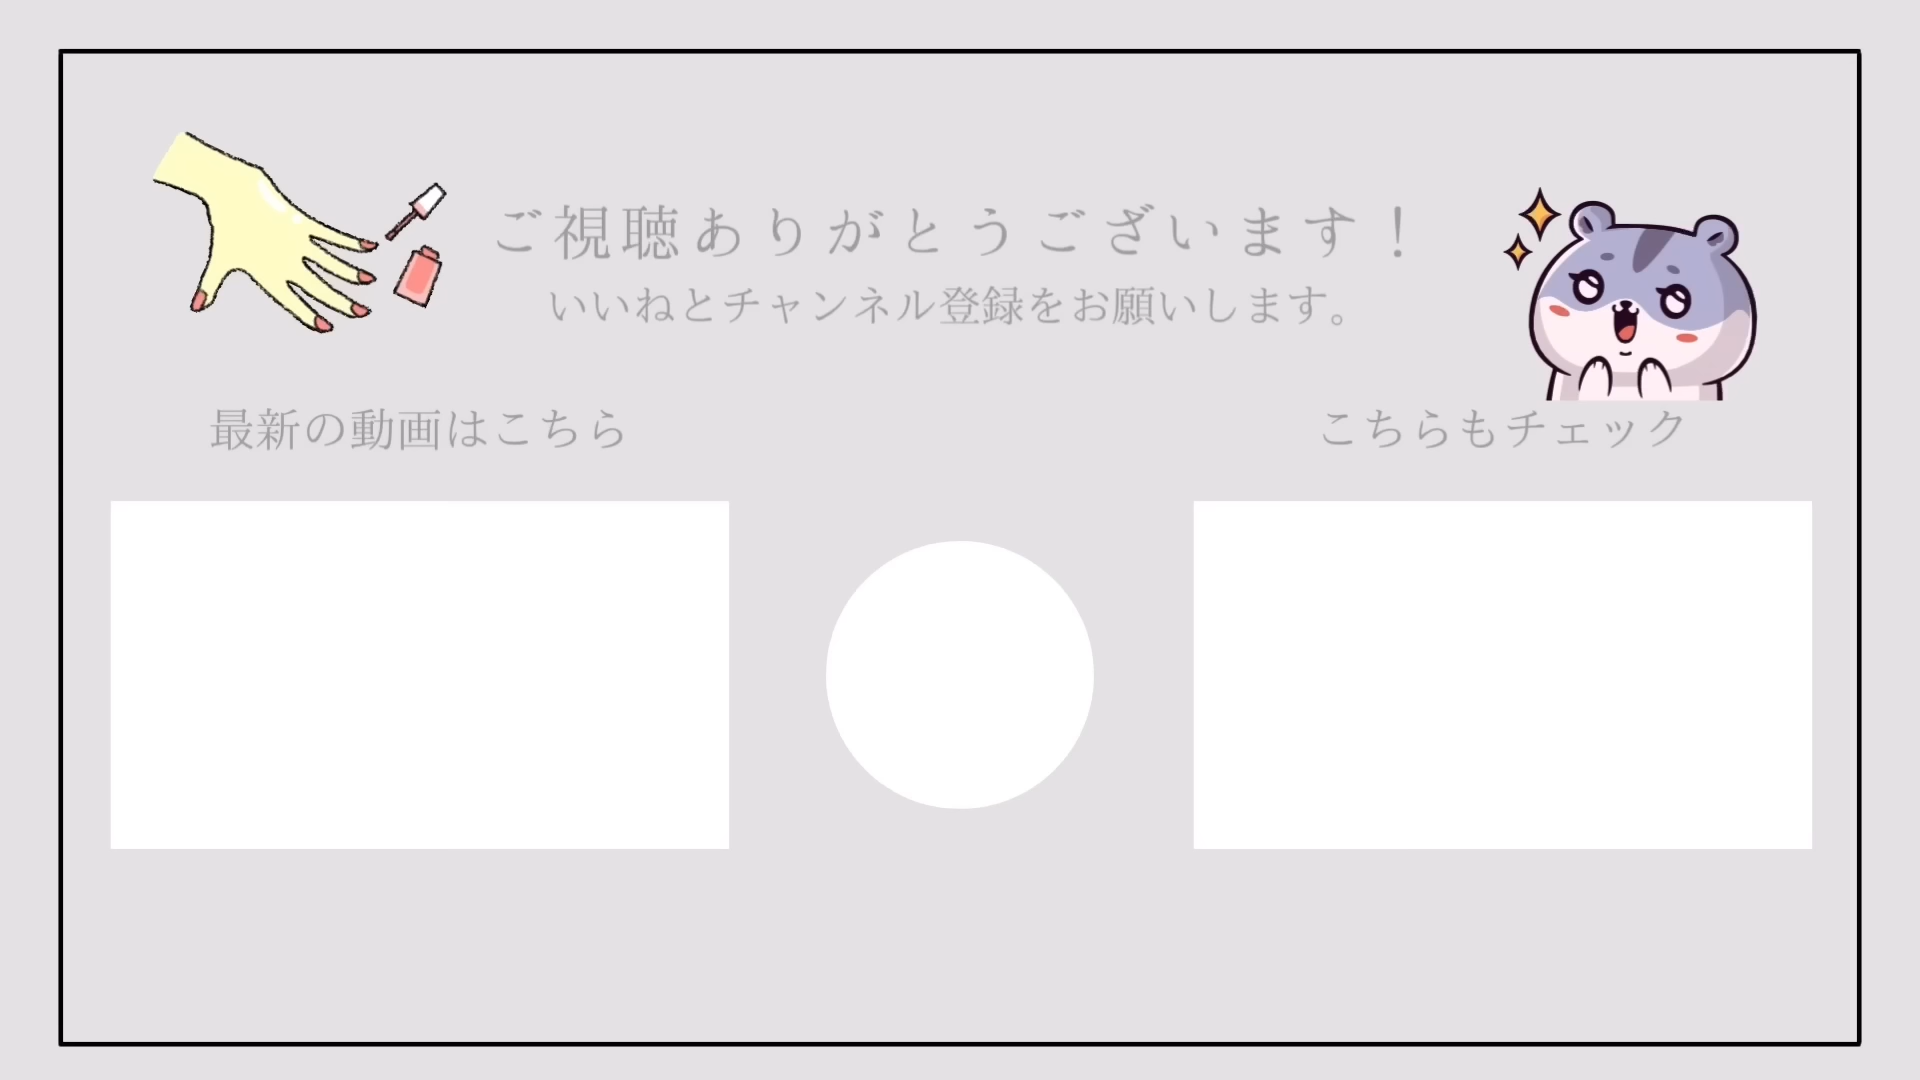 ご視聴ありがとうございます！
いいねとチャンネル登録をお願いします。
最新の動画はこちら
こちらもチェック